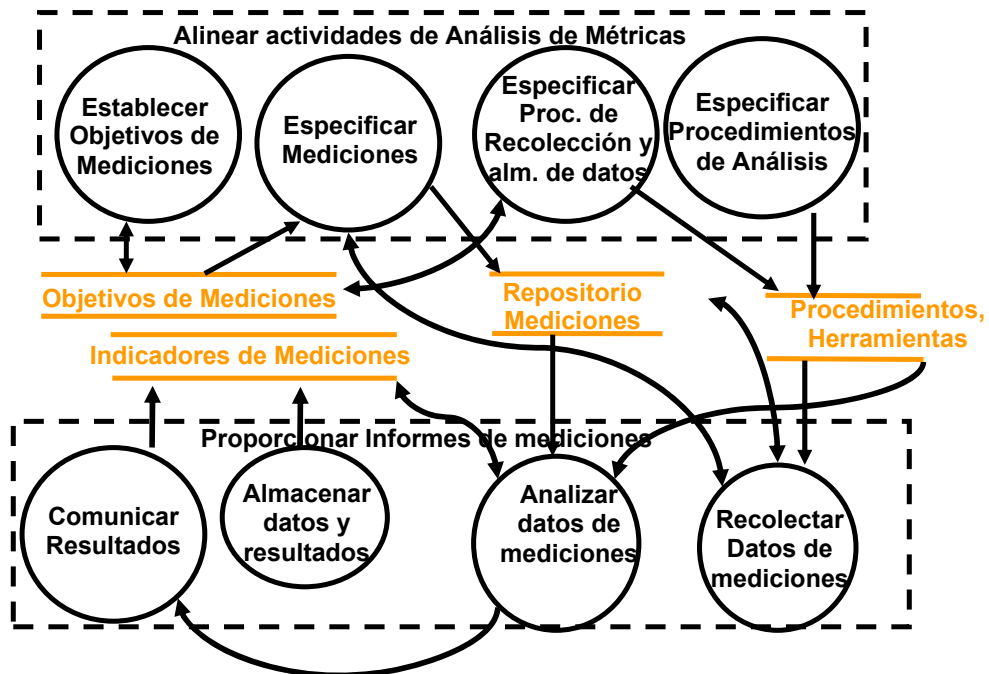 Alinear actividades de Análisis de Métricas
Establecer
Objetivos de
Mediciones
Especificar
Mediciones
Especificar
Proc. de
Recolección y
alm. de datos
Especificar
Procedimientos
de Análisis
Objetivos de Mediciones
Indicadores de Mediciones
Repositorio
Mediciones
Procedimientos,
Herramientas
Proporcionar Informes de mediciones
Comunicar
Resultados
Almacenar
datos y
resultados
Analizar
datos de
mediciones
Recolectar
Datos de
mediciones